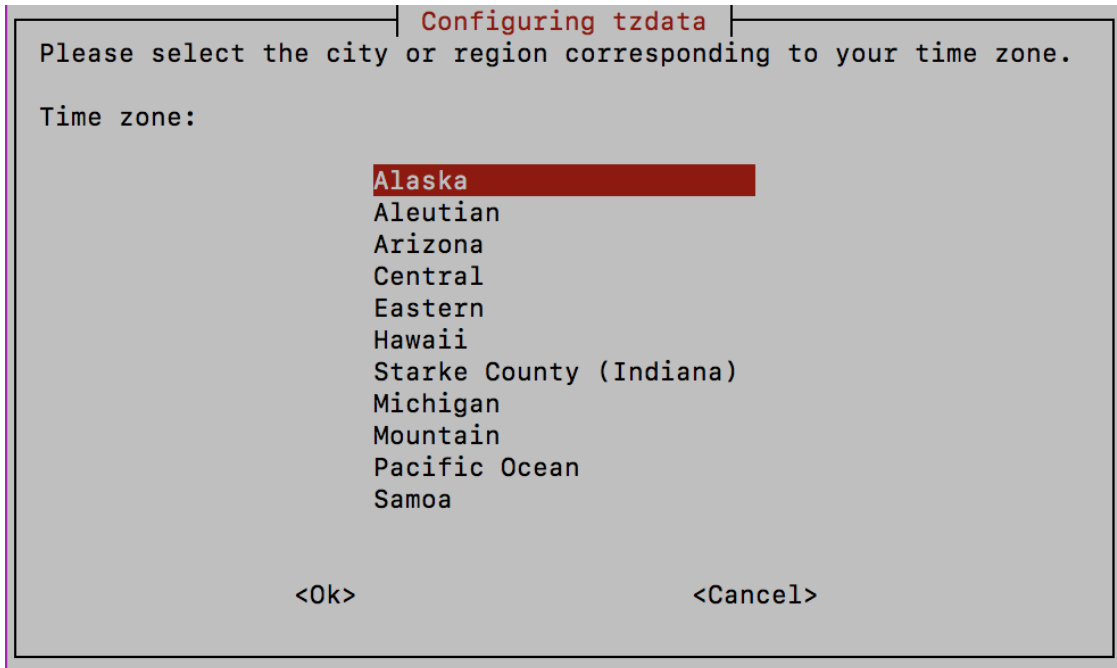 Configuring tzdata
Please select the city or region corresponding to your time zone.
Time zone:
Alaska
Aleutian
Arizona
Central
Eastern
Hawaii
Starke County (Indiana)
Michigan
Mountain
Pacific Ocean
Samoa
<Ok> <Cancel>